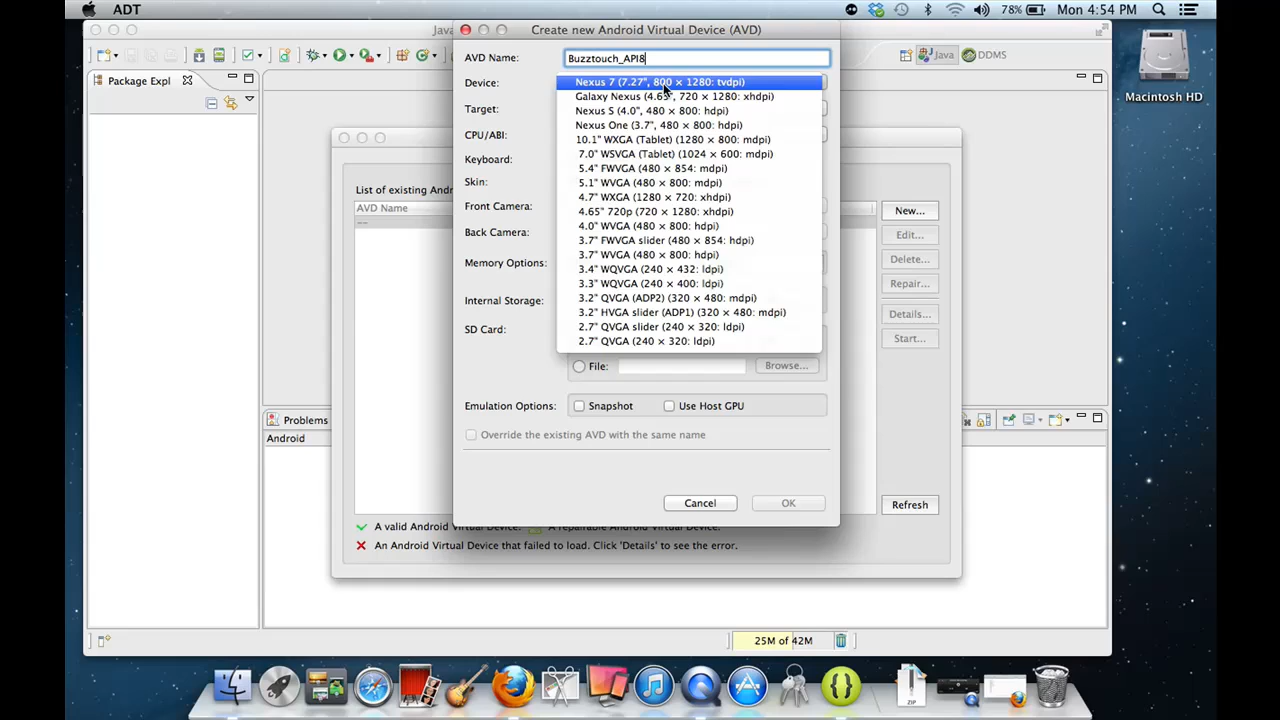 ADT
78%
Mon 4:54 PM
Java
Create new Android Virtual Device (AVD)
AVD Name:
Buzztouch_API8
Java
DDMS
Package Expl
Device:
Target:
CPU/ABI:
Keyboard:
Skin:
Front Camera:
Back Camera:
Memory Options:
Internal Storage:
SD Card:
Nexus 7 (7.27", 800 × 1280: tvdpi)
Galaxy Nexus (4.65", 720 × 1280: xhdpi)
Nexus S (4.0", 480 × 800: hdpi)
Nexus One (3.7", 480 × 800: hdpi)
10.1" WXGA (Tablet) (1280 × 800: mdpi)
7.0" WSVGA (Tablet) (1024 × 600: mdpi)
5.4" FWVGA (480 × 854: mdpi)
5.1" WVGA (480 × 800: mdpi)
4.7" WXGA (1280 × 720: xhdpi)
4.65" 720p (720 × 1280: xhdpi)
4.0" WVGA (480 × 800: hdpi)
3.7" FWVGA slider (480 × 854: hdpi)
3.7" WVGA (480 × 800: hdpi)
3.4" WQVGA (240 × 432: ldpi)
3.3" WQVGA (240 × 400: ldpi)
3.2" QVGA (ADP2) (320 × 480: mdpi)
3.2" HVGA slider (ADP1) (320 × 480: mdpi)
2.7" QVGA slider (240 × 320: ldpi)
2.7" QVGA (240 × 320: ldpi)
File:
Browse...
Emulation Options:
Snapshot
Use Host GPU
Override the existing AVD with the same name
Cancel
OK
List of existing Andro
AVD Name
--
New...
Edit...
Delete...
Repair...
Details...
Start...
Refresh
A valid Android Virtual Device.
A repairable Android Virtual Device.
An Android Virtual Device that failed to load. Click 'Details' to see the error.
Problems
Android
25M of 42M
Macintosh HD
ZIP